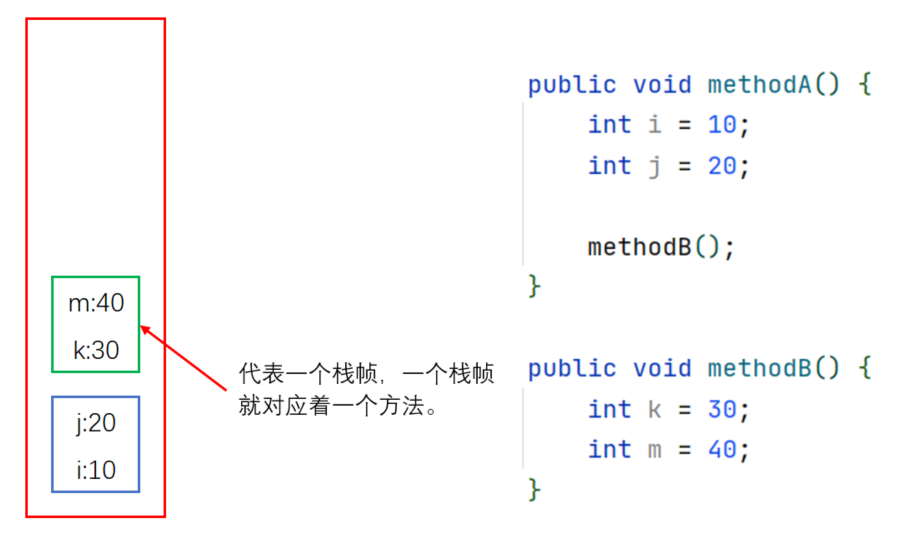 m:40
k:30
j:20
i:10
代表一个栈帧，一个栈帧
就对应着一个方法。
public void methodA() {
    int i = 10;
    int j = 20;
    methodB();
}
public void methodB() {
    int k = 30;
    int m = 40;
}